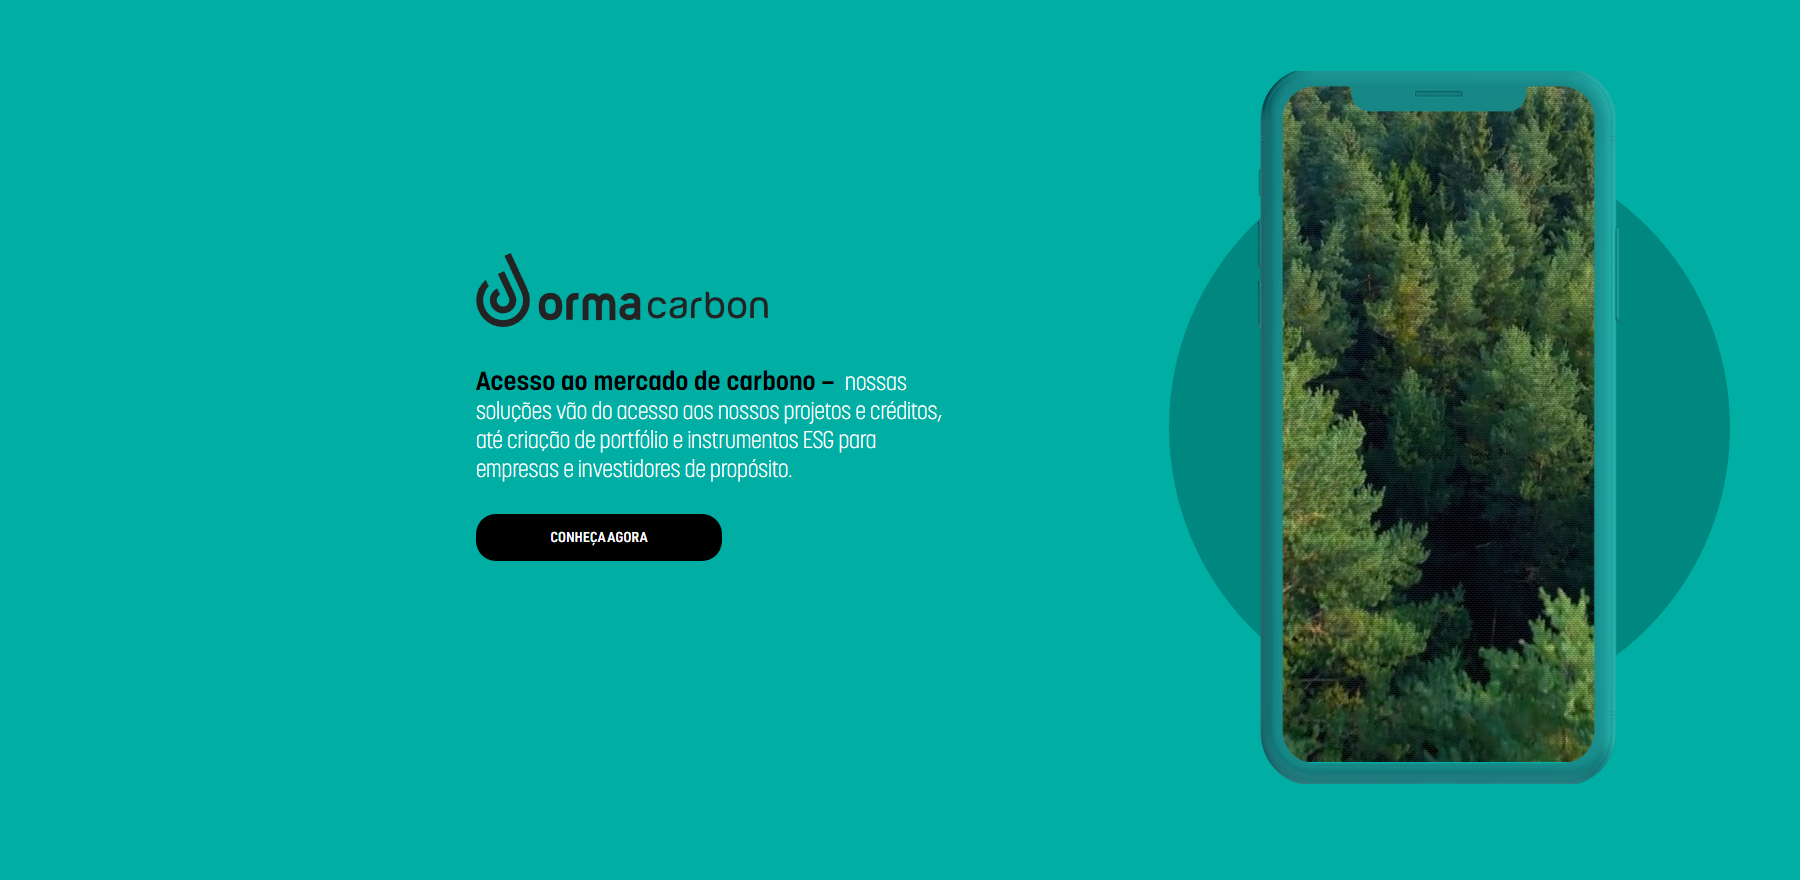 orma carbon
Acesso ao mercado de carbono – nossas
soluções vão do acesso aos nossos projetos e créditos,
até criação de portfólio e instrumentos ESG para
empresas e investidores de propósito.
CONHEÇA AGORA